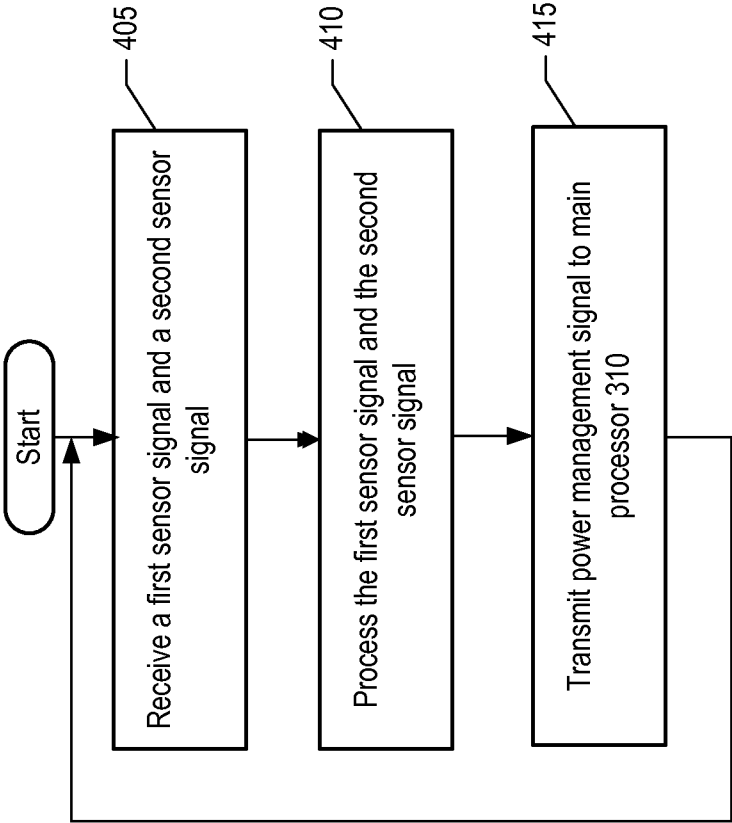 Start
405
Receive a first sensor signal and a second sensor
signal
410
Process the first sensor signal and the second
sensor signal
415
Transmit power management signal to main
processor 310